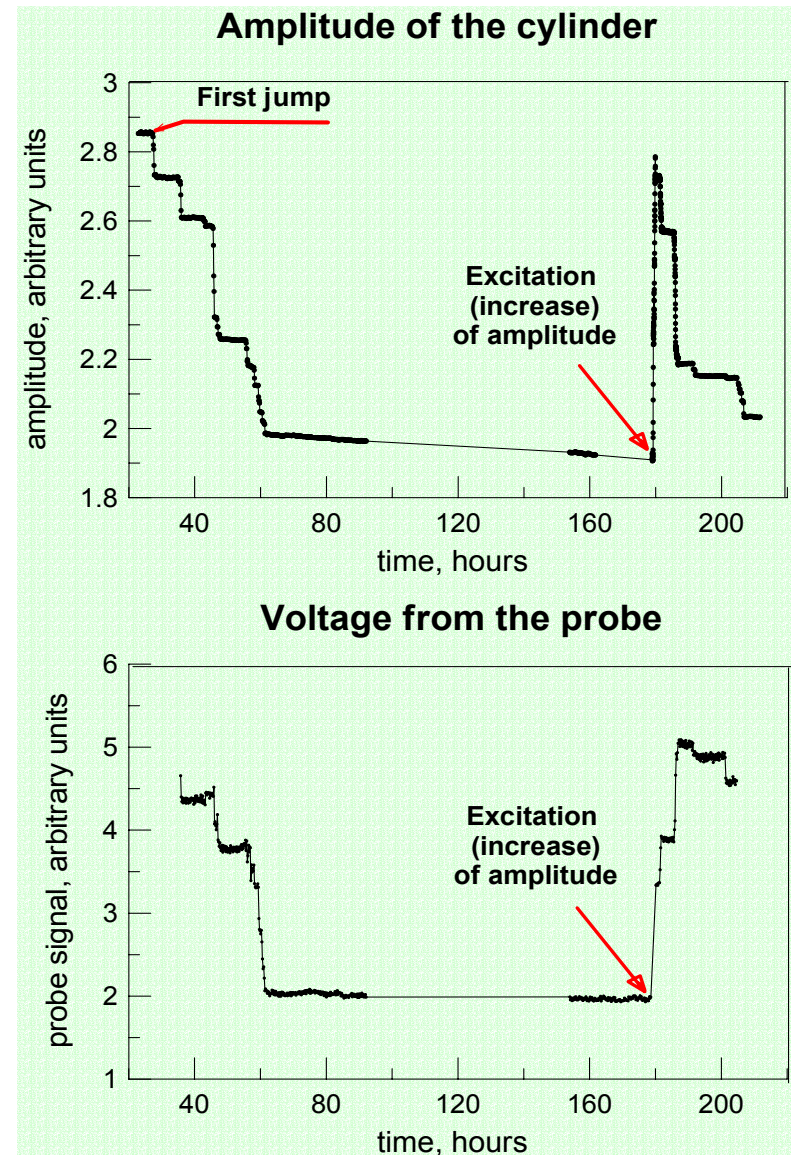 Amplitude of the cylinder
3
First jump
2.8
2.6
Excitation
(increase)
of amplitude
2.4
2.2
2
1.8
amplitude, arbitrary units
40 80 120 160 200
time, hours
Voltage from the probe
6
5
Excitation
(increase)
of amplitude
4
3
2
1
probe signal, arbitrary units
40 80 120 160 200
time, hours